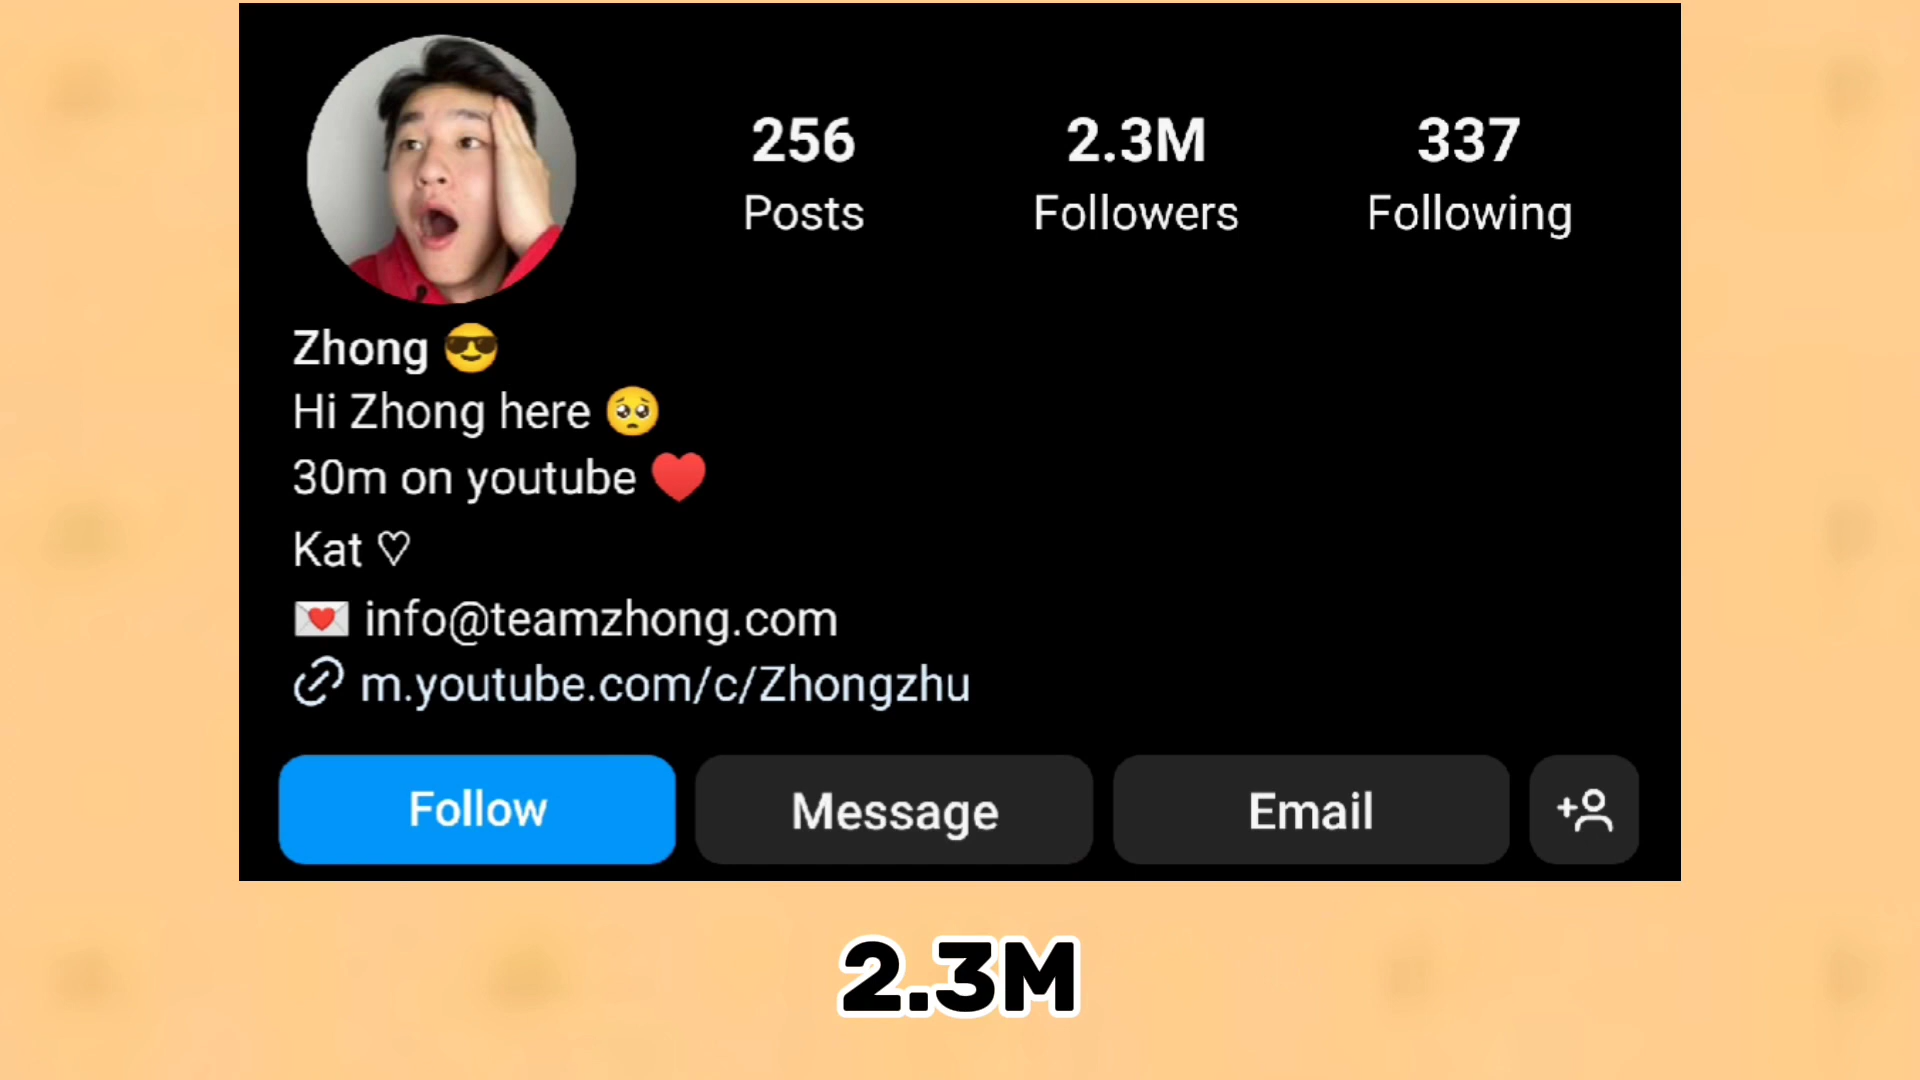 256 2.3M 337
Posts Followers Following
Zhong 😎
Hi Zhong here 🥺
30m on youtube ❤️
Kat ♡
💌 info@teamzhong.com
m.youtube.com/c/Zhongzhu
Follow Message Email
2.3M